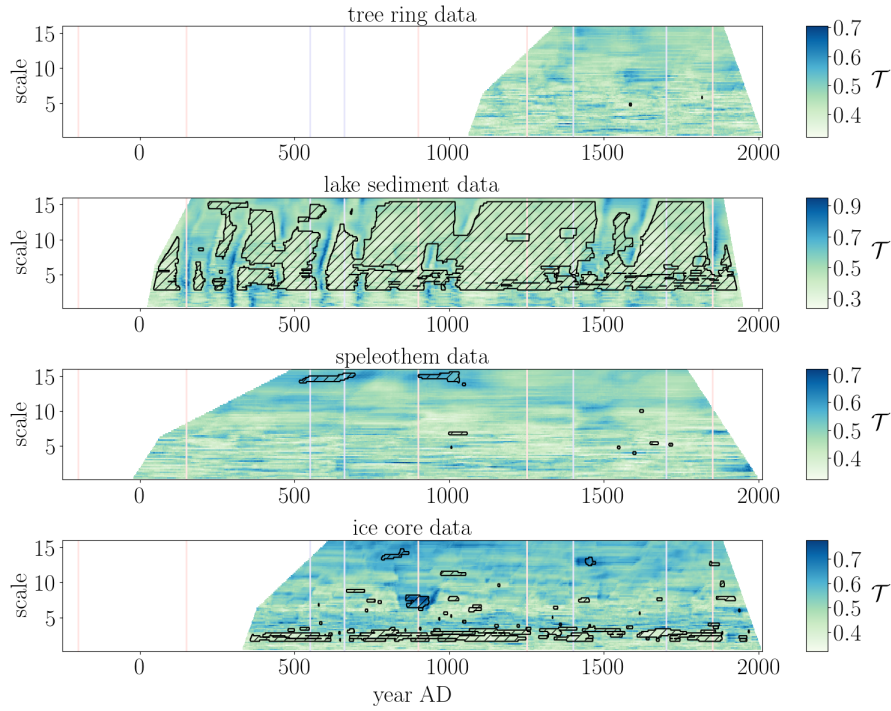 tree ring data
scale
15
10
5
0 500 1000 1500 2000
0.7
0.6
0.5
0.4
𝒯
lake sediment data
scale
15
10
5
0 500 1000 1500 2000
0.9
0.7
0.5
0.3
𝒯
speleothem data
scale
15
10
5
0 500 1000 1500 2000
0.7
0.6
0.5
0.4
𝒯
ice core data
scale
15
10
5
0 500 1000 1500 2000
0.7
0.6
0.5
0.4
𝒯
year AD